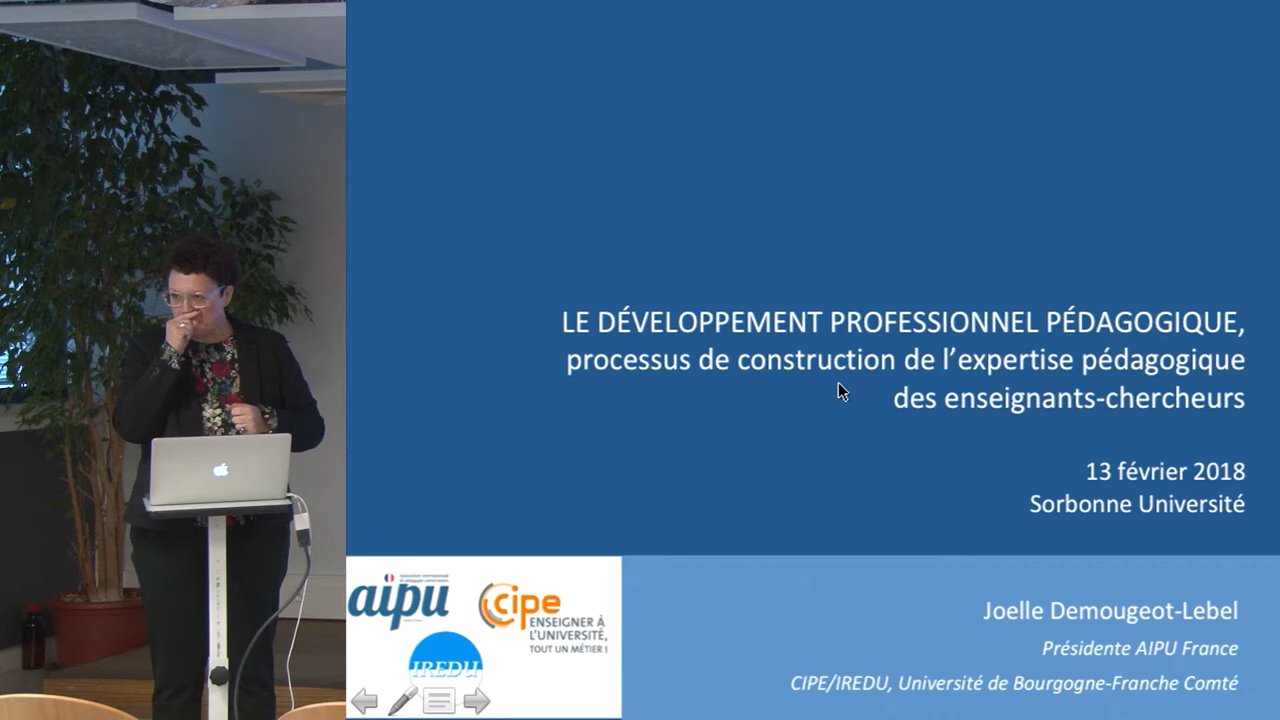 LE DÉVELOPPEMENT PROFESSIONNEL PÉDAGOGIQUE,
processus de construction de l'expertise pédagogique
des enseignants-chercheurs
13 février 2018
Sorbonne Université
aipu
cipe
ENSEIGNER À
L'UNIVERSITÉ,
TOUT UN MÉTIER !
IREDU
Joelle Demougeot-Lebel
Présidente AIPU France
CIPE/IREDU, Université de Bourgogne-Franche Comté